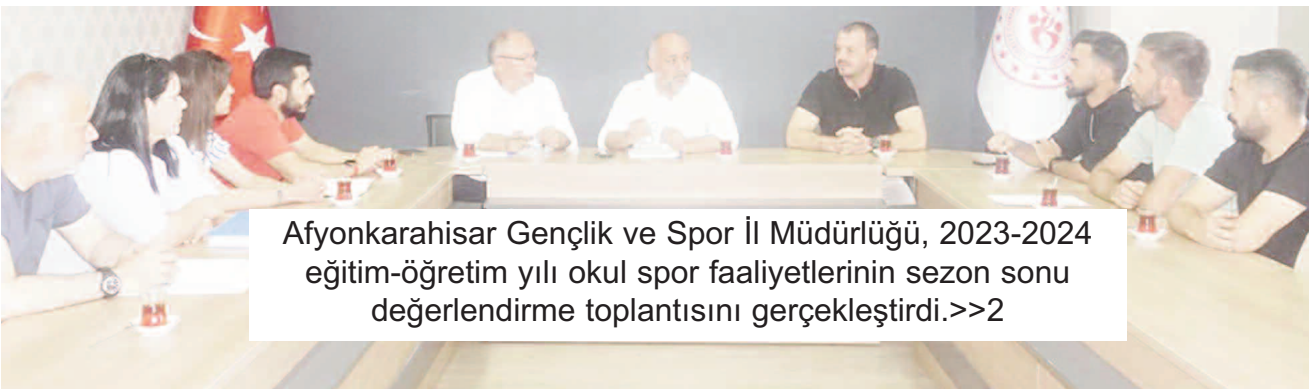 Afyonkarahisar Gençlik ve Spor İl Müdürlüğü, 2023-2024
eğitim-öğretim yılı okul spor faaliyetlerinin sezon sonu
değerlendirme toplantısını gerçekleştirdi.>>2